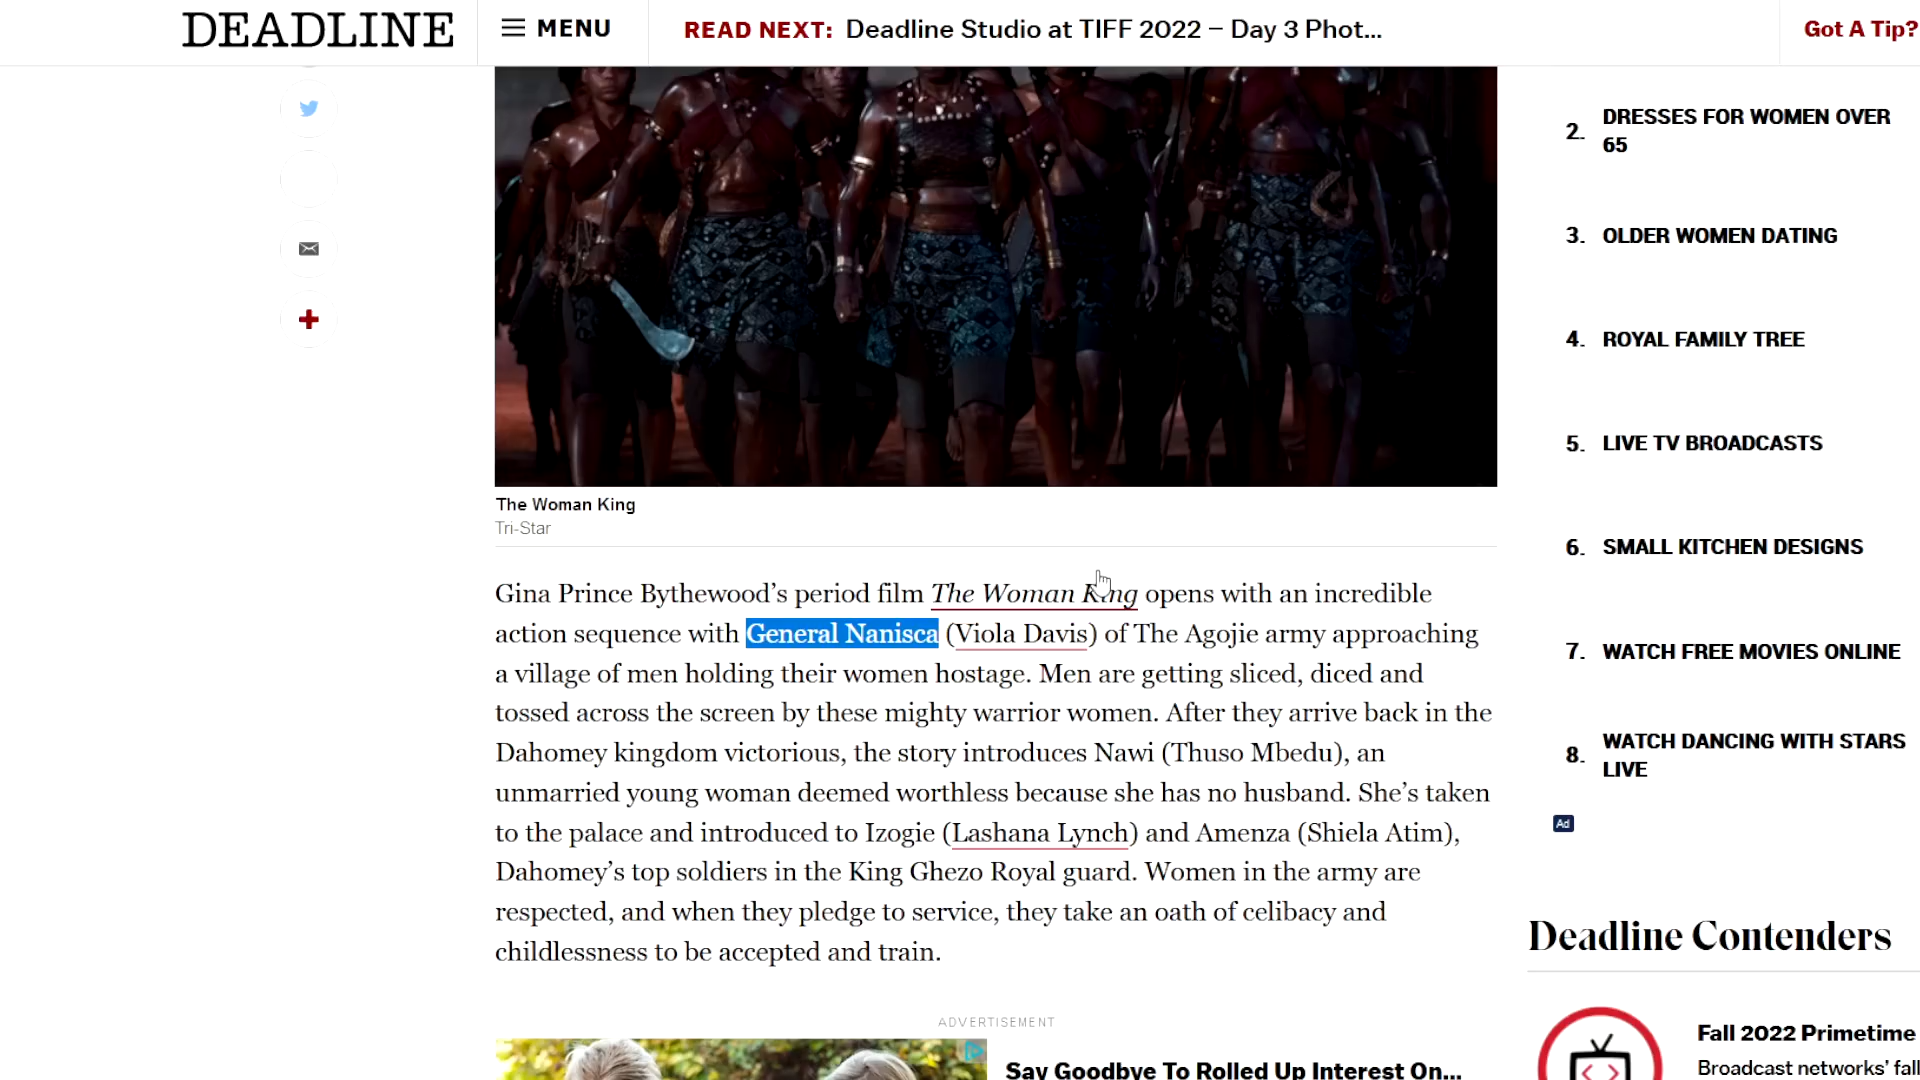 DEADLINE
MENU
READ NEXT: Deadline Studio at TIFF 2022 – Day 3 Phot...
Got A Tip?
The Woman King
Tri-Star
Gina Prince Bythewood’s period film The Woman King opens with an incredible
action sequence with General Nanisca (Viola Davis) of The Agojie army approaching
a village of men holding their women hostage. Men are getting sliced, diced and
tossed across the screen by these mighty warrior women. After they arrive back in the
Dahomey kingdom victorious, the story introduces Nawi (Thuso Mbedu), an
unmarried young woman deemed worthless because she has no husband. She’s taken
to the palace and introduced to Izogie (Lashana Lynch) and Amenza (Shiela Atim),
Dahomey’s top soldiers in the King Ghezo Royal guard. Women in the army are
respected, and when they pledge to service, they take an oath of celibacy and
childlessness to be accepted and train.
ADVERTISEMENT
Say Goodbye To Rolled Up Interest On...
2. DRESSES FOR WOMEN OVER
65
3. OLDER WOMEN DATING
4. ROYAL FAMILY TREE
5. LIVE TV BROADCASTS
6. SMALL KITCHEN DESIGNS
7. WATCH FREE MOVIES ONLINE
8. WATCH DANCING WITH STARS
LIVE
Ad
Deadline Contenders
Fall 2022 Primetime
Broadcast networks’ fall